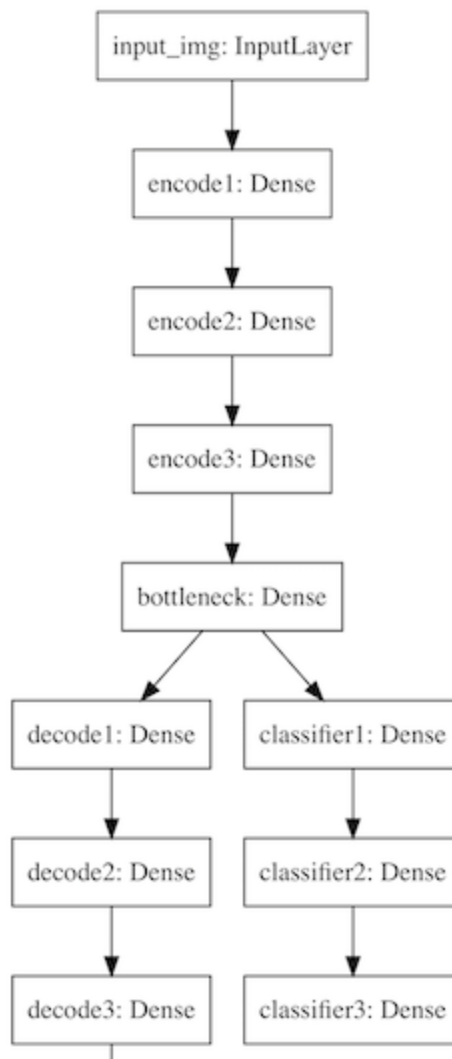 input_img: InputLayer
encode1: Dense
encode2: Dense
encode3: Dense
bottleneck: Dense
decode1: Dense
classifier1: Dense
decode2: Dense
classifier2: Dense
decode3: Dense
classifier3: Dense